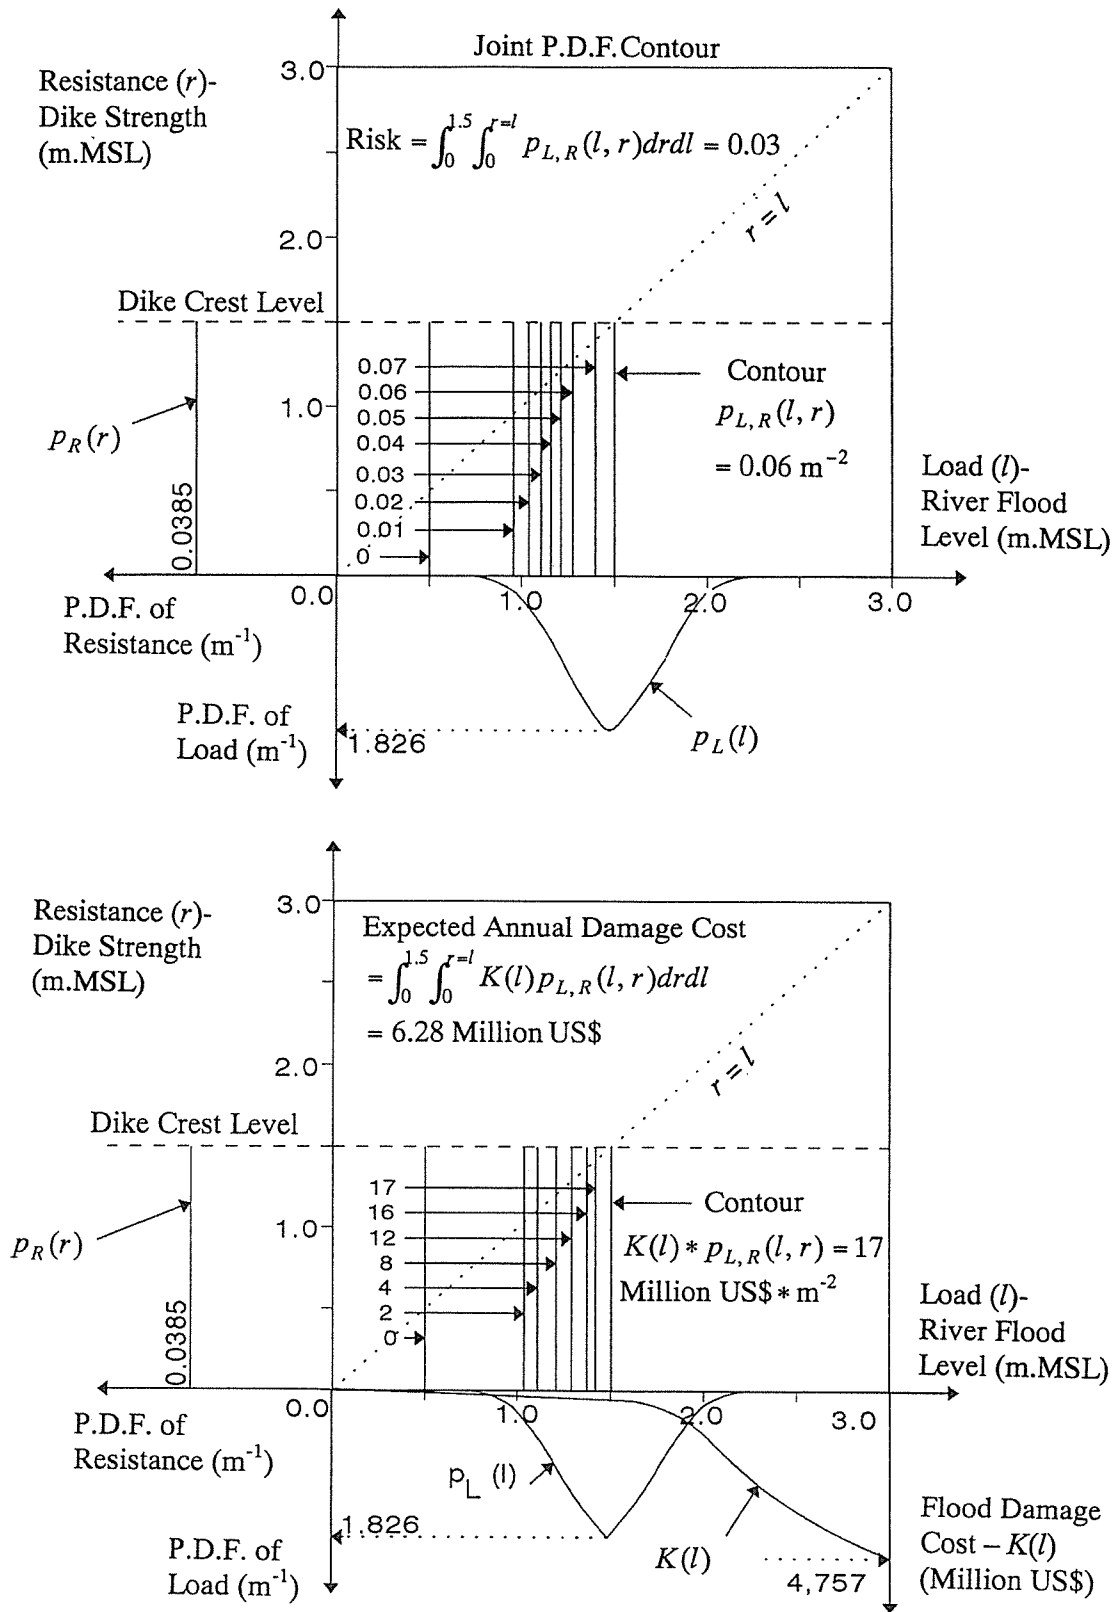 Joint P.D.F. Contour
Resistance (r)-
Dike Strength
(m.MSL)
3.0
Risk = ∫₀^1.5 ∫₀^r=l p_L,R (l, r)drdl = 0.03
r = l
2.0
Dike Crest Level
0.07
0.06
0.05
0.04
0.03
0.02
0.01
0
1.0
p_R (r)
0.0385
Contour
p_L,R (l, r)
= 0.06 m⁻²
Load (l)-
River Flood
Level (m.MSL)
0.0
1.0
2.0
3.0
P.D.F. of
Resistance (m⁻¹)
P.D.F. of
Load (m⁻¹)
1.826
p_L (l)
Resistance (r)-
Dike Strength
(m.MSL)
3.0
Expected Annual Damage Cost
= ∫₀^1.5 ∫₀^r=l K(l)p_L,R (l, r)drdl
= 6.28 Million US$
r = l
2.0
Dike Crest Level
17
16
12
8
4
2
0
1.0
p_R (r)
0.0385
Contour
K(l) * p_L,R (l, r) = 17
Million US$ * m⁻²
Load (l)-
River Flood
Level (m.MSL)
0.0
1.0
2.0
3.0
P.D.F. of
Resistance (m⁻¹)
p_L (l)
1.826
P.D.F. of
Load (m⁻¹)
K(l)
4,757
Flood Damage
Cost – K(l)
(Million US$)